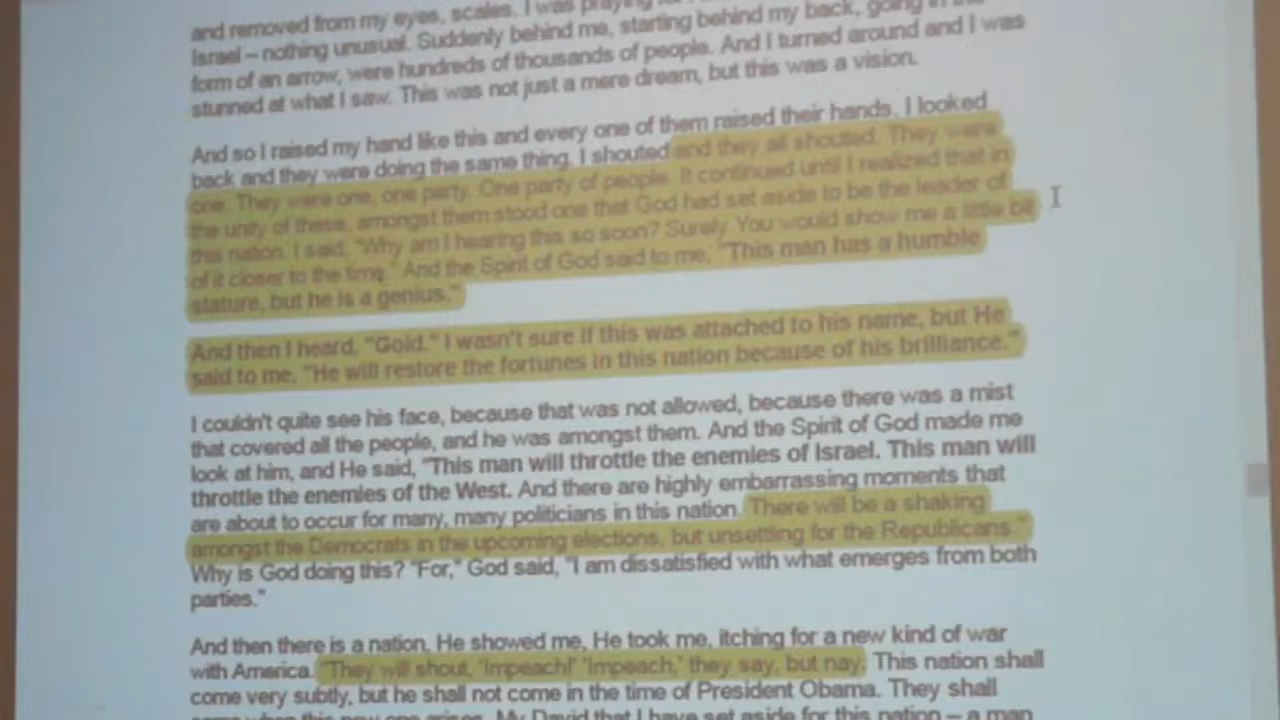 and removed from my eyes, scales. I was praying for
Israel – nothing unusual. Suddenly behind me, starting behind my back, going in the
form of an arrow, were hundreds of thousands of people. And I turned around and I was
stunned at what I saw. This was not just a mere dream, but this was a vision.
And so I raised my hand like this and every one of them raised their hands. I looked
back and they were doing the same thing. I shouted and they all shouted. They were
one. They were one, one party. One party of people. It continued until I realized that in
the unity of these, amongst them stood one that God had set aside to be the leader of
this nation. I said, "Why am I hearing this so soon? Surely You would show me a little bit
of it closer to the time." And the Spirit of God said to me, "This man has a humble
stature, but he is a genius."
And then I heard, "Gold." I wasn't sure if this was attached to his name, but He
said to me, "He will restore the fortunes in this nation because of his brilliance."
I couldn't quite see his face, because that was not allowed, because there was a mist
that covered all the people, and he was amongst them. And the Spirit of God made me
look at him, and He said, "This man will throttle the enemies of Israel. This man will
throttle the enemies of the West. And there are highly embarrassing moments that
are about to occur for many, many politicians in this nation. There will be a shaking
amongst the Democrats in the upcoming elections, but unsettling for the Republicans."
Why is God doing this? "For," God said, "I am dissatisfied with what emerges from both
parties."
And then there is a nation, He showed me, He took me, itching for a new kind of war
with America. "They will shout, 'Impeach!' 'Impeach,' they say, but nay. This nation shall
come very subtly, but he shall not come in the time of President Obama. They shall
come when this new one arises. My David that I have set aside for this nation – a man